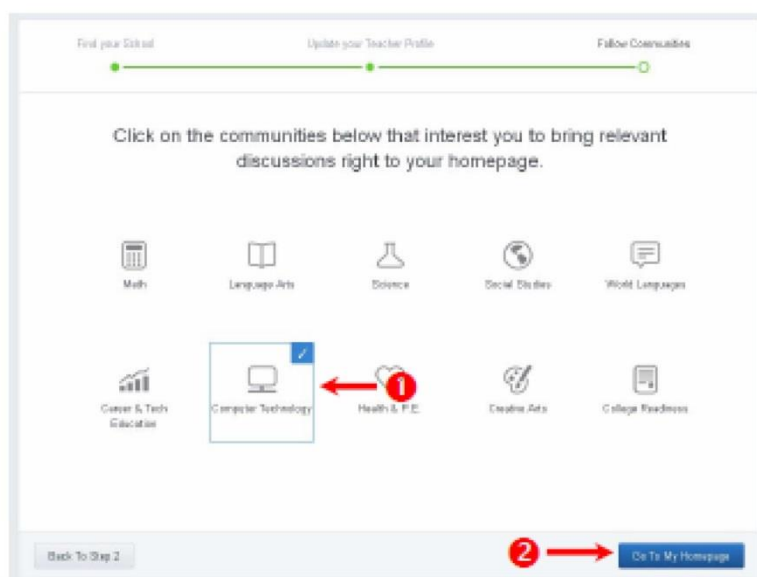 Find your School
Update your Teacher Profile
Follow Communities
Click on the communities below that interest you to bring relevant
discussions right to your homepage.
Math
Language Arts
Science
Social Studies
World Languages
Career & Tech
Education
Computer Technology
1
Health & P.E.
Creative Arts
College Readiness
Back To Step 2
2
Go To My Homepage